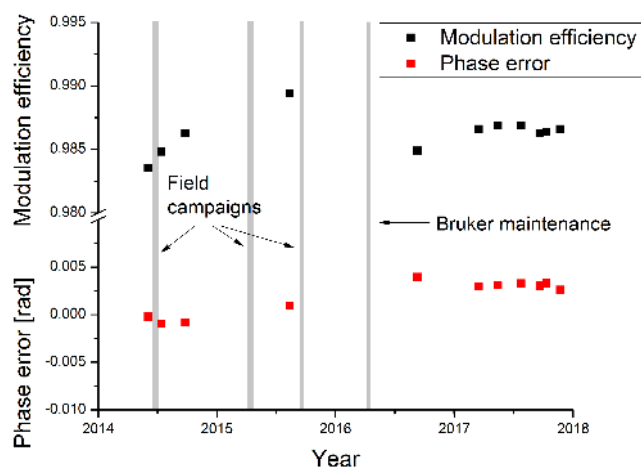 0.995
0.990
0.985
0.980
0.005
0.000
-0.005
-0.010
Modulation efficiency
Phase error [rad]
Modulation efficiency
Phase error
Field
campaigns
Bruker maintenance
2014
2015
2016
2017
2018
Year